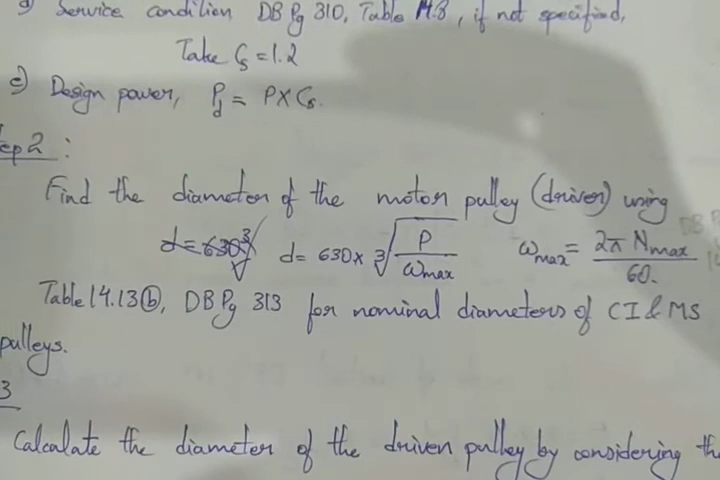 d) Service condition DB Pg 310, Table 14.8, if not specified,
Take Cs = 1.2
e) Design power, Pd = P×Cs.
ep2 :
Find the diameter of the motor pulley (driver) using
d = 630 ∛ d = 630 × ∛(P/ωmax) ωmax = 2π Nmax/60.
Table 14.13(b), DB Pg 313 for nominal diameters of CI & MS
pulleys.
3
Calculate the diameter of the driven pulley by considering th